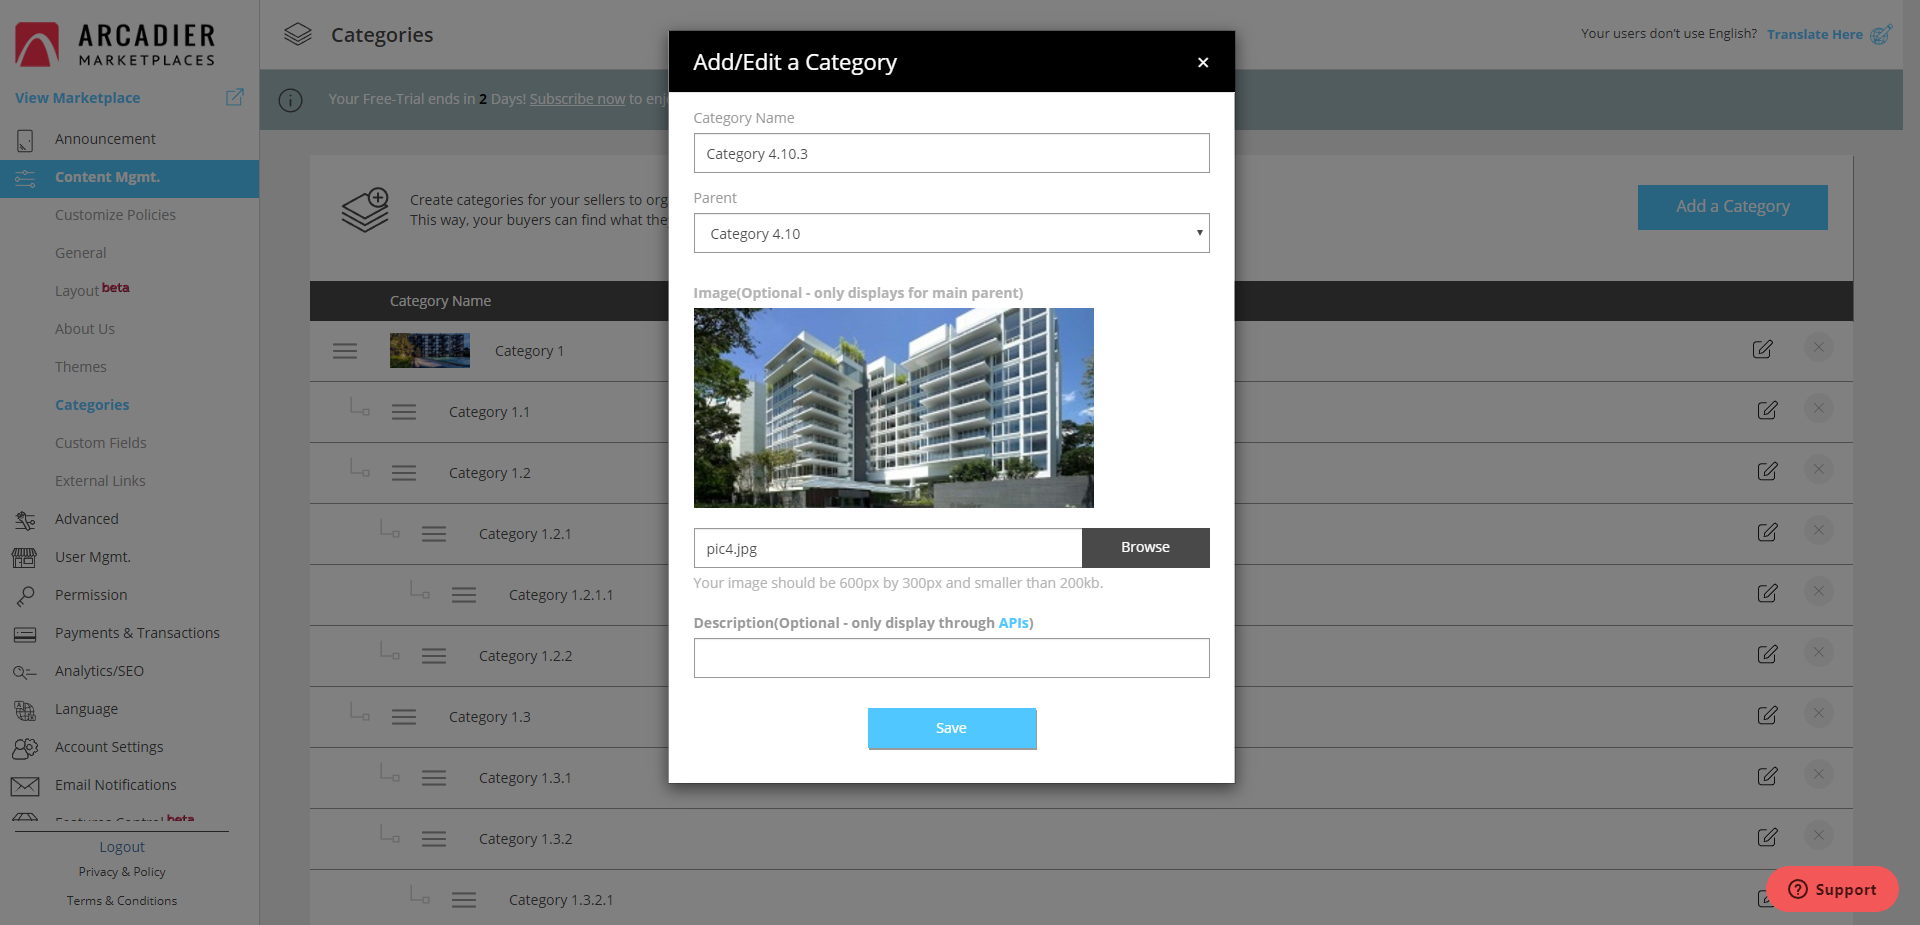 ARCADIER
MARKETPLACES
View Marketplace
Announcement
Content Mgmt.
Customize Policies
General
Layout beta
About Us
Themes
Categories
Custom Fields
External Links
Advanced
User Mgmt.
Permission
Payments & Transactions
Analytics/SEO
Language
Account Settings
Email Notifications
Features Control beta
Logout
Privacy & Policy
Terms & Conditions
Categories
Your users don't use English? Translate Here
Your Free-Trial ends in 2 Days! Subscribe now to enj
Create categories for your sellers to org
This way, your buyers can find what the
Add a Category
Category Name
Category 1
Category 1.1
Category 1.2
Category 1.2.1
Category 1.2.1.1
Category 1.2.2
Category 1.3
Category 1.3.1
Category 1.3.2
Category 1.3.2.1
Add/Edit a Category
Category Name
Category 4.10.3
Parent
Category 4.10
Image(Optional - only displays for main parent)
pic4.jpg
Browse
Your image should be 600px by 300px and smaller than 200kb.
Description(Optional - only display through APIs)
Save
Support